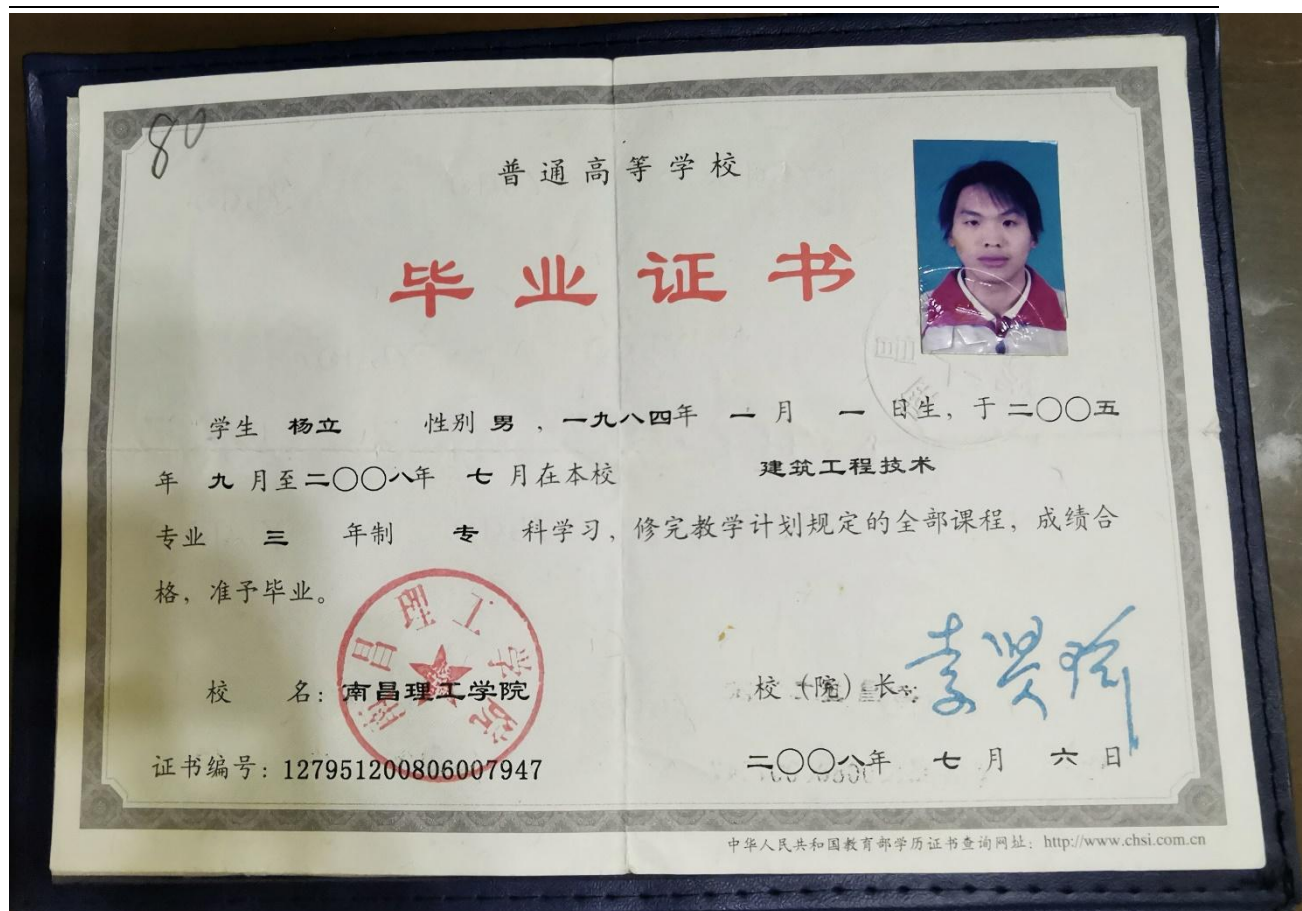 80
普通高等学校
毕业证书
学生 杨立 性别 男 ，一九八四年 一 月 一 日生，于 二〇〇五
年 九 月至二〇〇八年 七 月在本校 建筑工程技术
专业 三 年制 专 科学习，修完教学计划规定的全部课程，成绩合
格，准予毕业。
南昌理工学院
校 名：南昌理工学院 校（院）长：
证书编号：127951200806007947 二〇〇八年 七 月 六 日
中华人民共和国教育部学历证书查询网址：http://www.chsi.com.cn